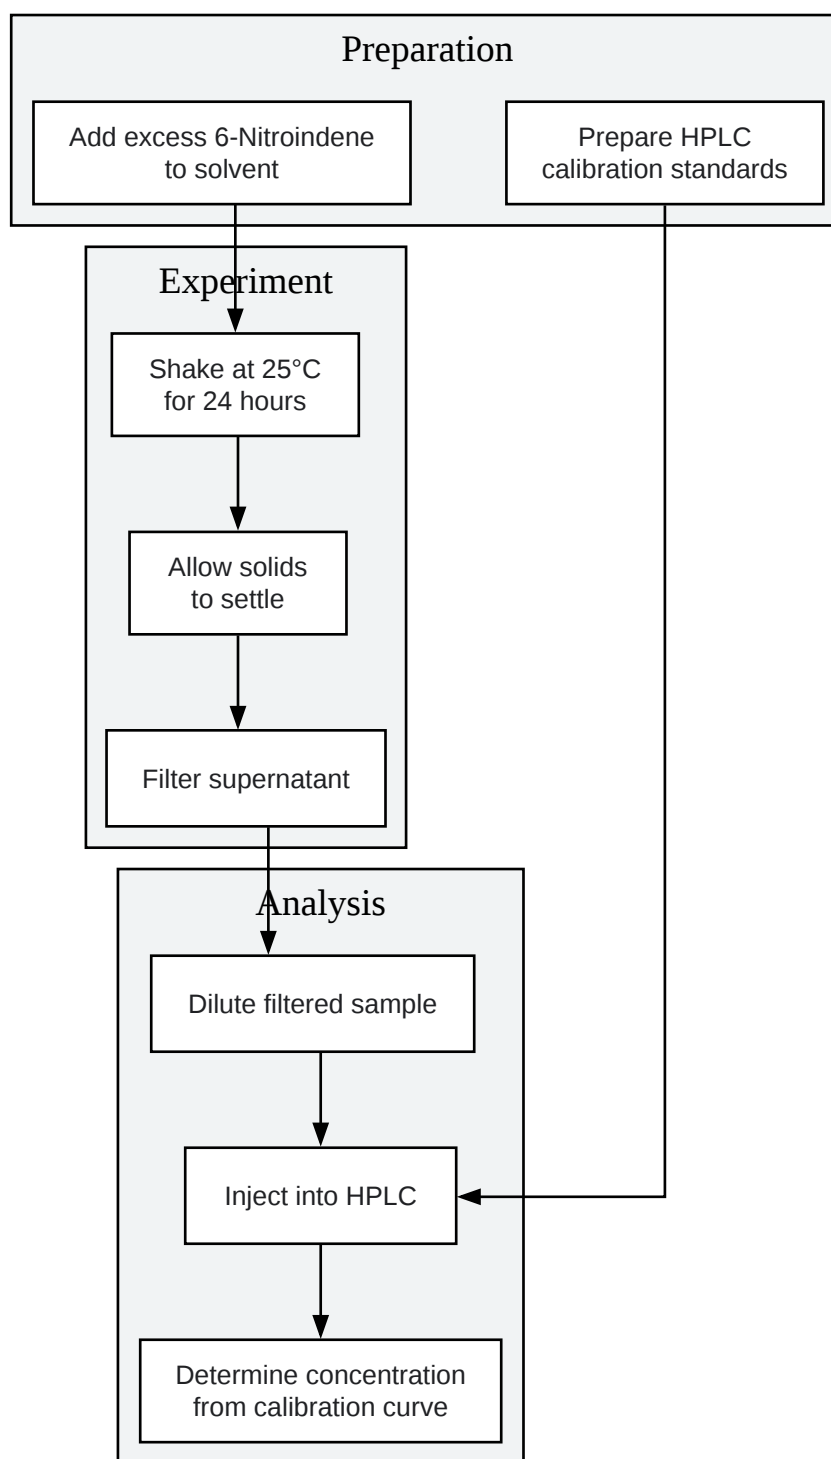 Preparation
Add excess 6-Nitroindene
to solvent
Prepare HPLC
calibration standards
Experiment
Shake at 25°C
for 24 hours
Allow solids
to settle
Filter supernatant
Analysis
Dilute filtered sample
Inject into HPLC
Determine concentration
from calibration curve